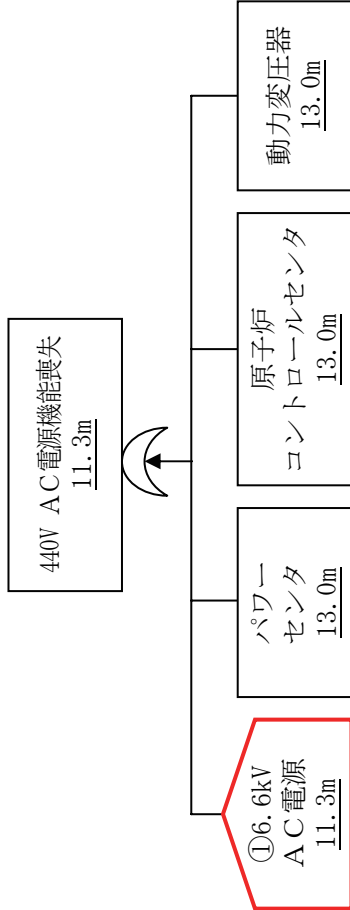 440V AC電源機能喪失
11.3m
①6.6kV
AC電源
11.3m
パワー
センタ
13.0m
原子炉
コントロールセンタ
13.0m
動力変圧器
13.0m